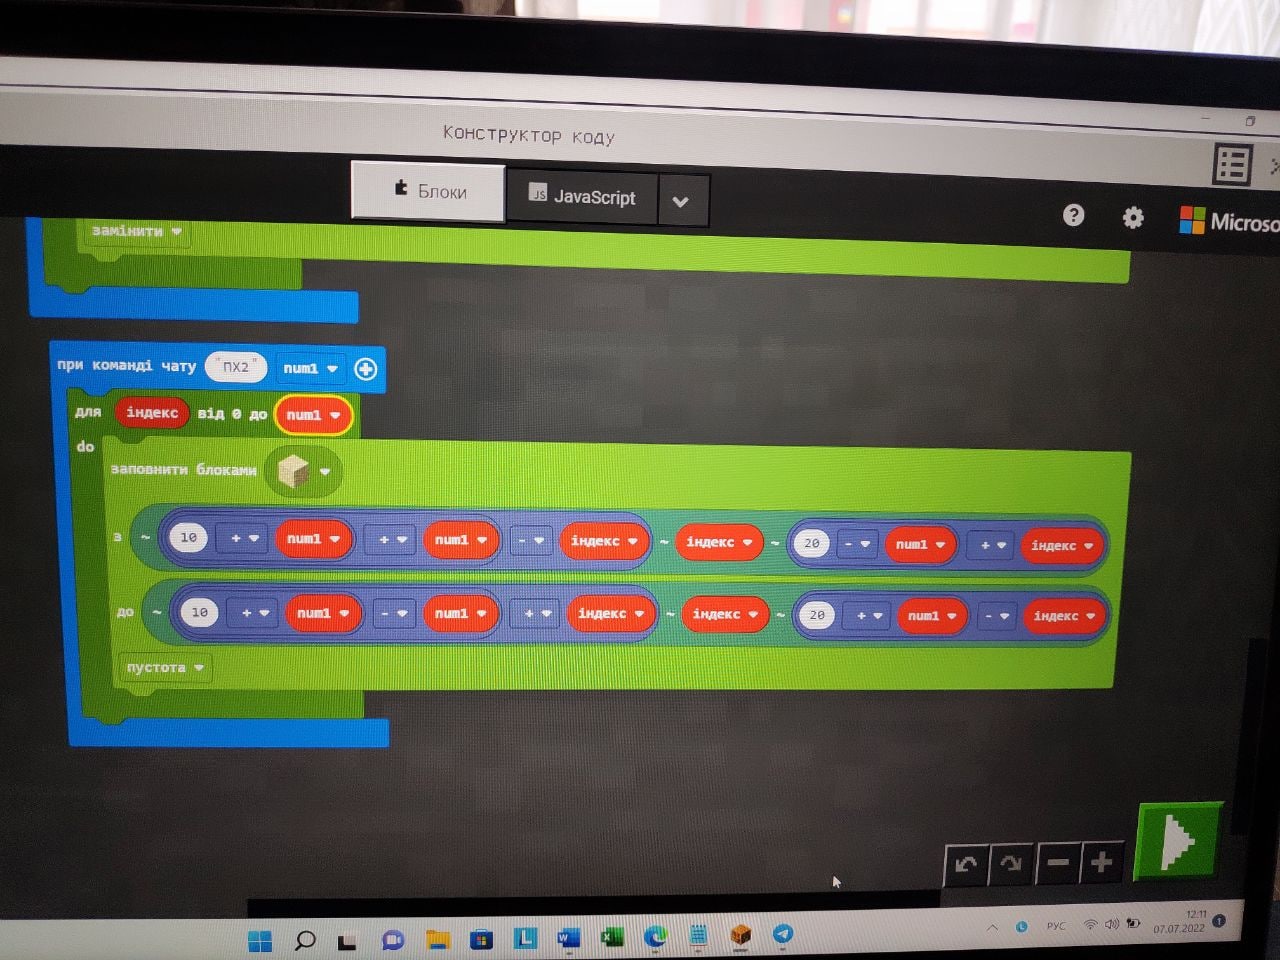 Конструктор коду
Блоки
JS JavaScript
замінити
при команді чату "ПХ2" num1
для індекс від 0 до num1
do
заповнити блоками
з ~ 10 + num1 + num1 - індекс ~ індекс ~ 20 - num1 + індекс
до ~ 10 + num1 - num1 + індекс ~ індекс ~ 20 + num1 - індекс
пустота
РУС
12:11
07.07.2022
1